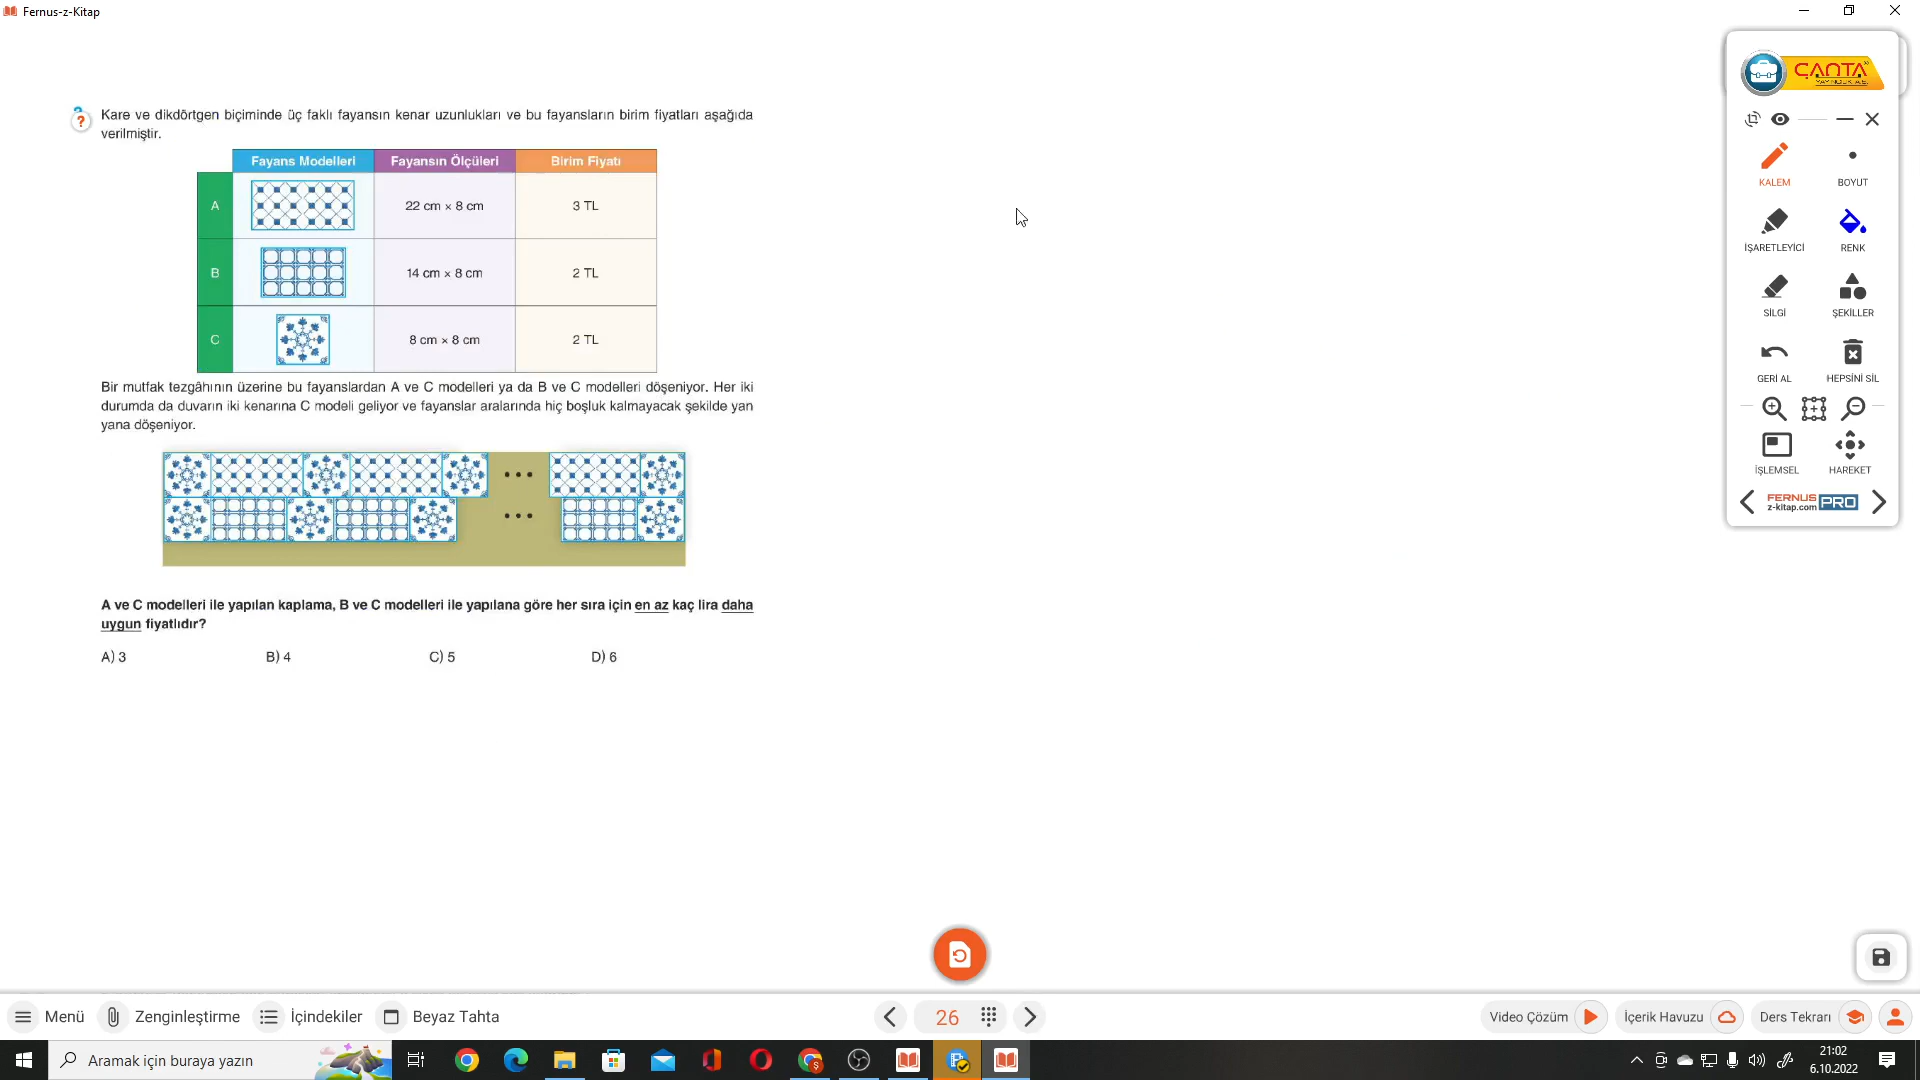 Fernus-z-Kitap
Kare ve dikdörtgen biçiminde üç faklı fayansın kenar uzunlukları ve bu fayansların birim fiyatları aşağıda
verilmiştir.
Fayans Modelleri Fayansın Ölçüleri Birim Fiyatı
A 22 cm × 8 cm 3 TL
B 14 cm × 8 cm 2 TL
C 8 cm × 8 cm 2 TL
Bir mutfak tezgâhının üzerine bu fayanslardan A ve C modelleri ya da B ve C modelleri döşeniyor. Her iki
durumda da duvarın iki kenarına C modeli geliyor ve fayanslar aralarında hiç boşluk kalmayacak şekilde yan
yana döşeniyor.
A ve C modelleri ile yapılan kaplama, B ve C modelleri ile yapılana göre her sıra için en az kaç lira daha
uygun fiyatlıdır?
A) 3 B) 4 C) 5 D) 6
ÇANTA
YAYINCILIK A.Ş.
KALEM BOYUT
İŞARETLEYİCİ RENK
SİLGİ ŞEKİLLER
GERİ AL HEPSİNİ SİL
İŞLEMSEL HAREKET
FERNUS
z-kitap.com PRO
Menü Zenginleştirme İçindekiler Beyaz Tahta 26 Video Çözüm İçerik Havuzu Ders Tekrarı
Aramak için buraya yazın
21:02
6.10.2022